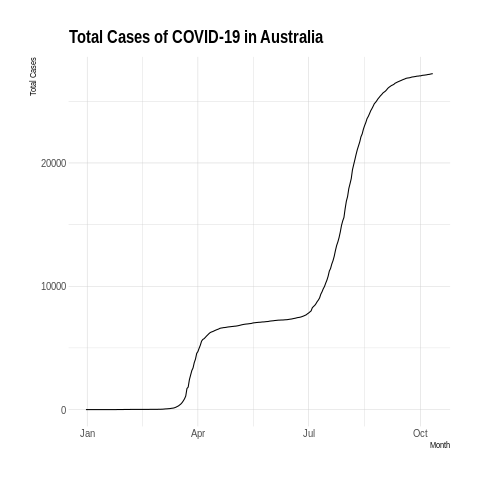 Total Cases of COVID-19 in Australia
Total Cases
20000
10000
0
Jan Apr Jul Oct
Month